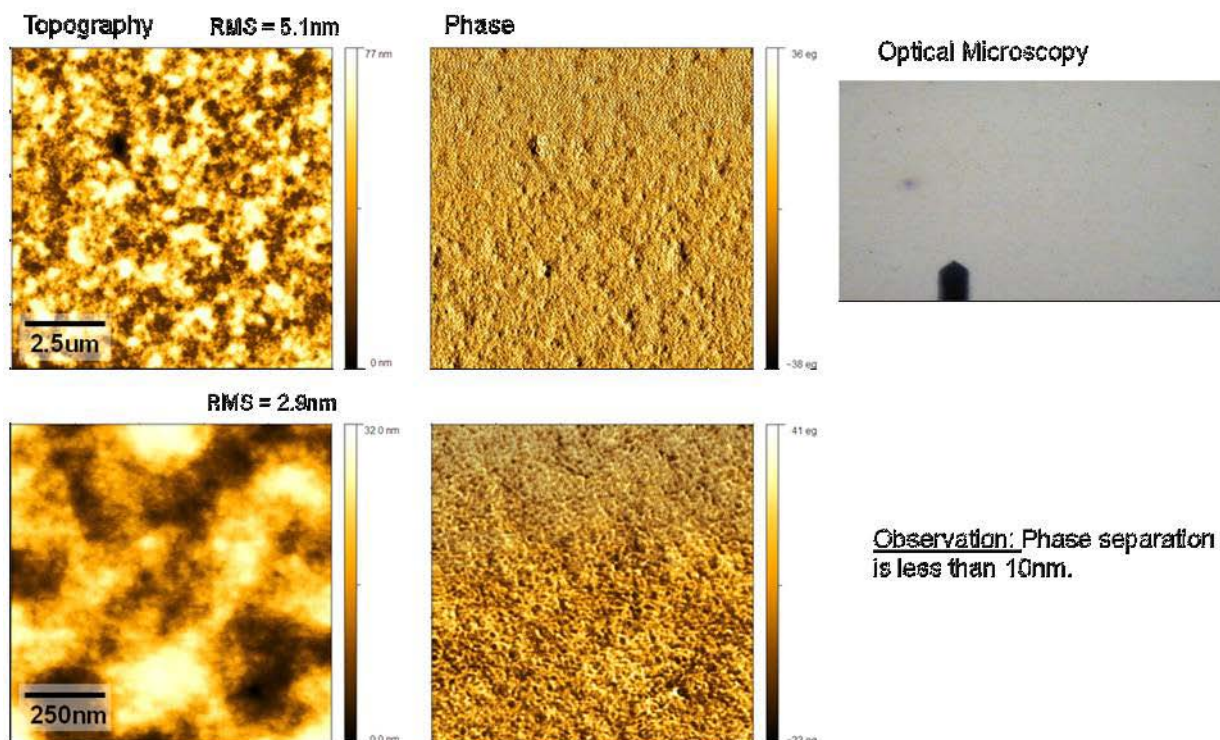 Topography RMS = 5.1nm Phase
Optical Microscopy
77 nm
36 eg
2.5um
0 nm
-38 eg
RMS = 2.9nm
32.0 nm
41 eg
Observation: Phase separation
is less than 10nm.
250nm
0.0 nm